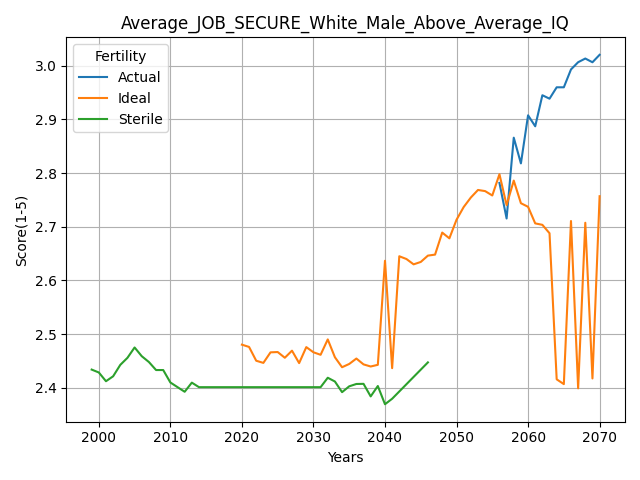 Average_JOB_SECURE_White_Male_Above_Average_IQ
Fertility
Actual
Ideal
Sterile
Score(1-5)
3.0
2.9
2.8
2.7
2.6
2.5
2.4
2000 2010 2020 2030 2040 2050 2060 2070
Years